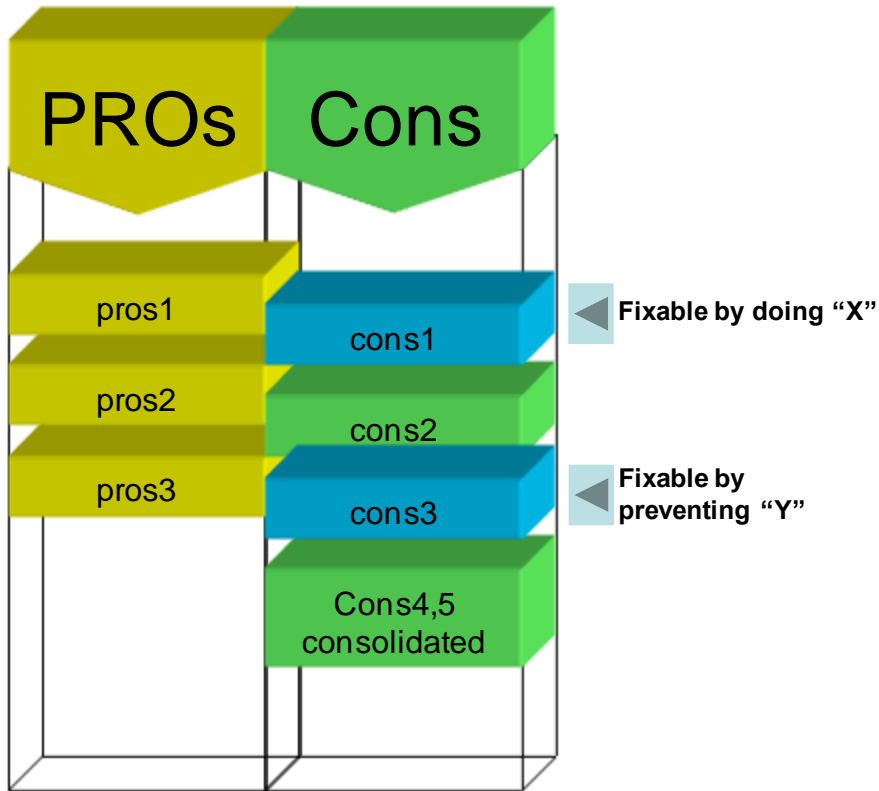 PROs
Cons
pros1
cons1
Fixable by doing “X”
pros2
cons2
pros3
cons3
Fixable by
preventing “Y”
Cons4,5
consolidated